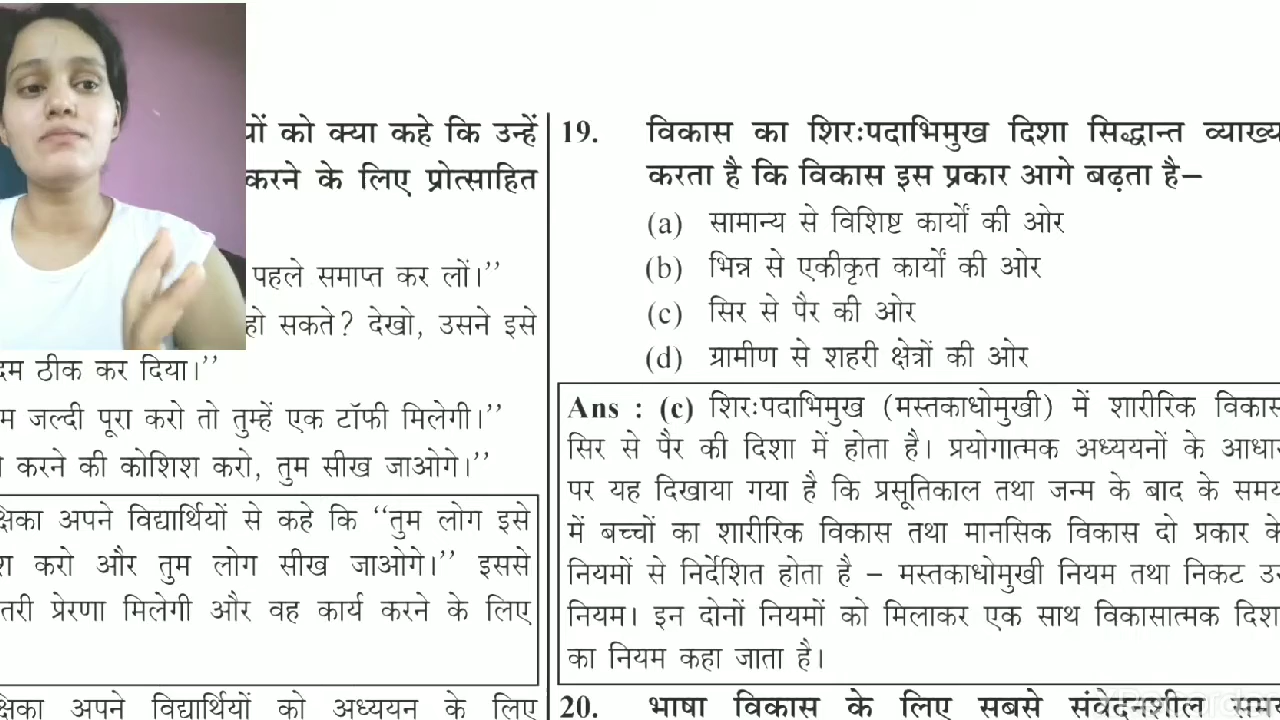 यों को क्या कहे कि उन्हें
करने के लिए प्रोत्साहित
पहले समाप्त कर लों।’’
हो सकते? देखो, उसने इसे
दम ठीक कर दिया।’’
म जल्दी पूरा करो तो तुम्हें एक टॉफी मिलेगी।’’
करने की कोशिश करो, तुम सीख जाओगे।’’
क्षिका अपने विद्यार्थियों से कहे कि ‘‘तुम लोग इसे
श करो और तुम लोग सीख जाओगे।’’ इससे
तरी प्रेरणा मिलेगी और वह कार्य करने के लिए
क्षिका अपने विद्यार्थियों को अध्ययन के लिए
19. विकास का शिरःपदाभिमुख दिशा सिद्धान्त व्याख्य
करता है कि विकास इस प्रकार आगे बढ़ता है–
(a) सामान्य से विशिष्ट कार्यों की ओर
(b) भिन्न से एकीकृत कार्यों की ओर
(c) सिर से पैर की ओर
(d) ग्रामीण से शहरी क्षेत्रों की ओर
Ans : (c) शिरःपदाभिमुख (मस्तकाधोमुखी) में शारीरिक विकास
सिर से पैर की दिशा में होता है। प्रयोगात्मक अध्ययनों के आधार
पर यह दिखाया गया है कि प्रसूतिकाल तथा जन्म के बाद के समय
में बच्चों का शारीरिक विकास तथा मानसिक विकास दो प्रकार के
नियमों से निर्देशित होता है – मस्तकाधोमुखी नियम तथा निकट
नियम। इन दोनों नियमों को मिलाकर एक साथ विकासात्मक दिश
का नियम कहा जाता है।
20. भाषा विकास के लिए सबसे संवेदनशील समय